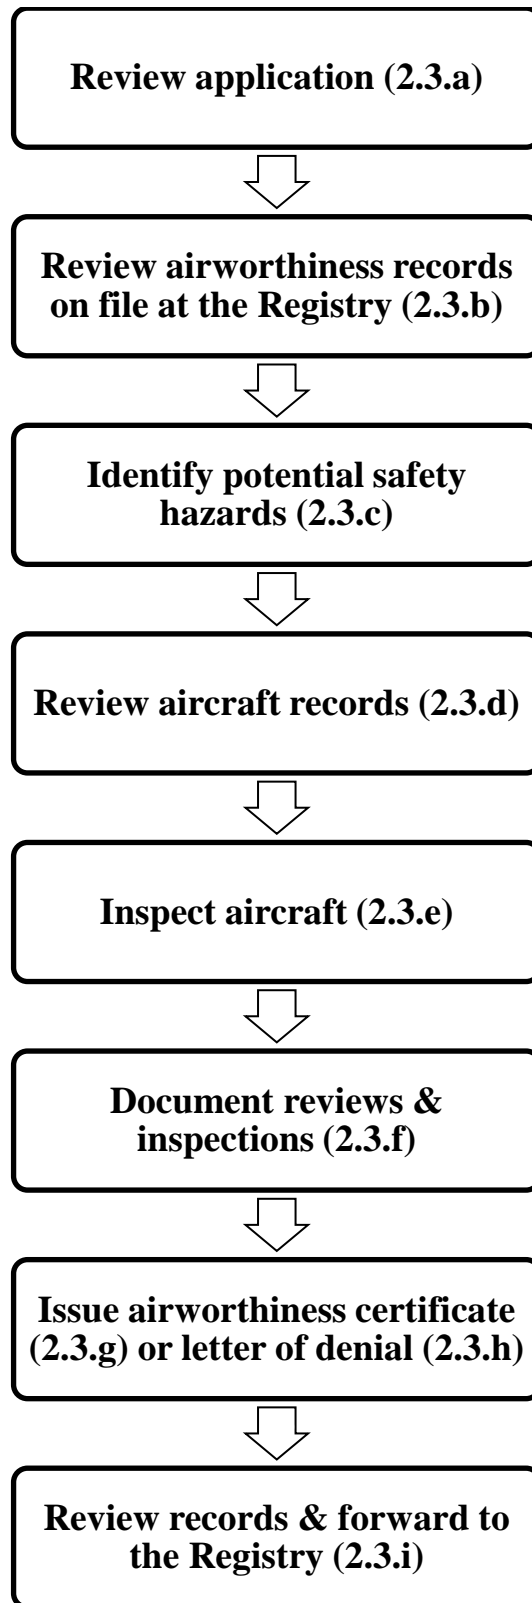 Review application (2.3.a)
Review airworthiness records
on file at the Registry (2.3.b)
Identify potential safety
hazards (2.3.c)
Review aircraft records (2.3.d)
Inspect aircraft (2.3.e)
Document reviews &
inspections (2.3.f)
Issue airworthiness certificate
(2.3.g) or letter of denial (2.3.h)
Review records & forward to
the Registry (2.3.i)